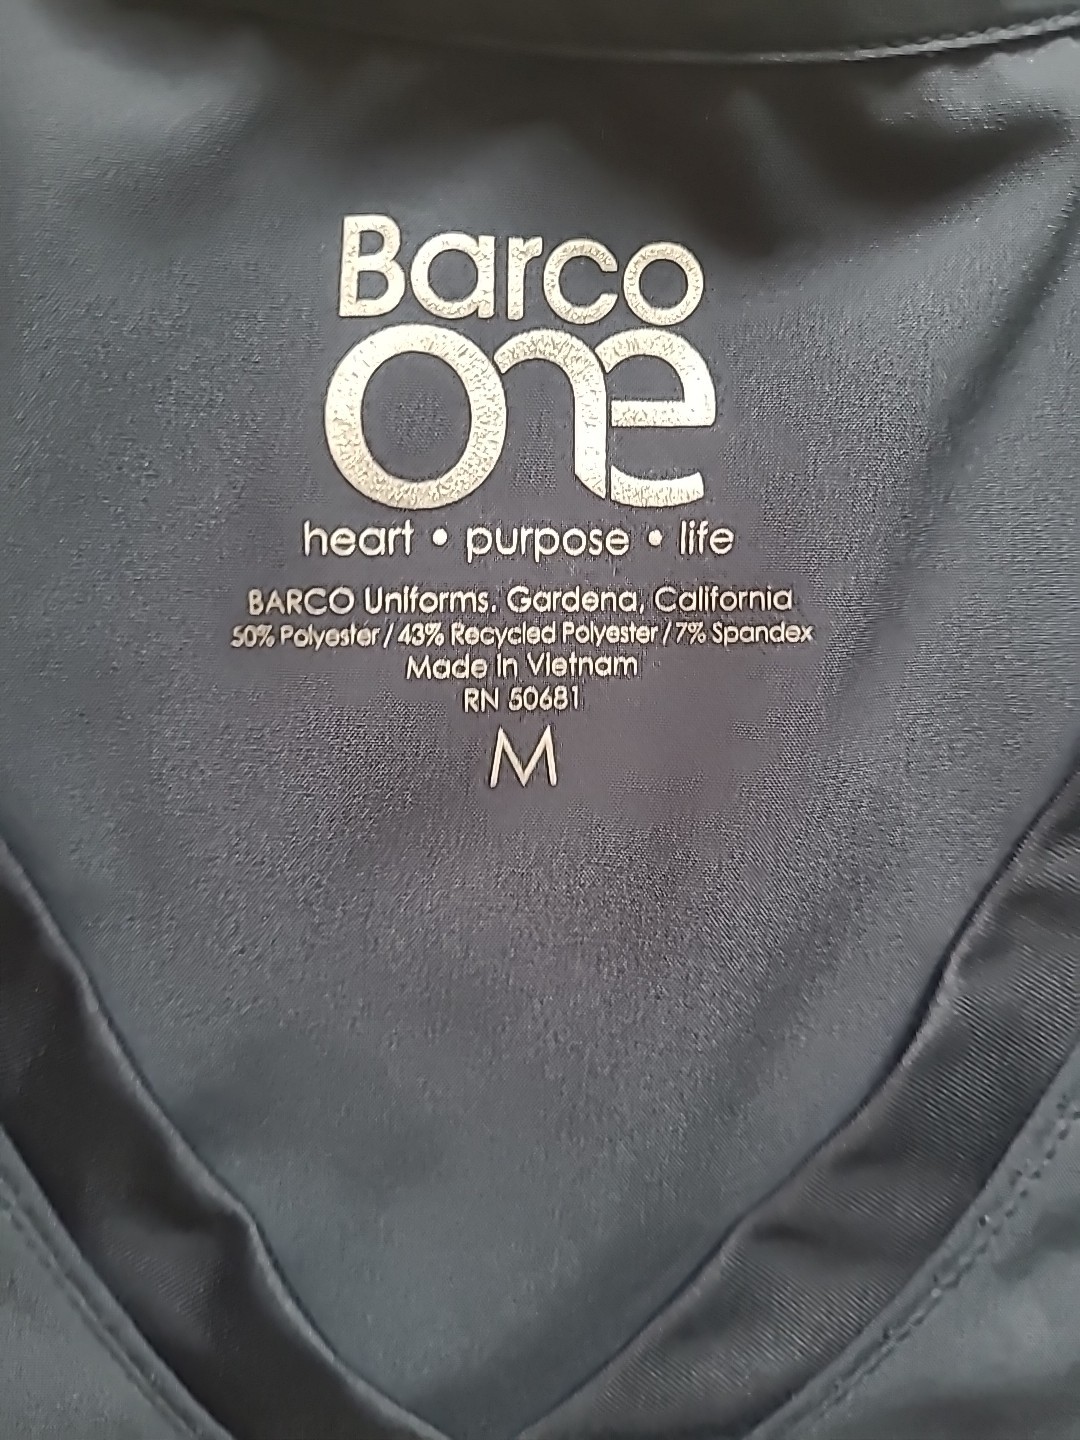 Barco
One
heart • purpose • life
BARCO Uniforms. Gardena, California
50% Polyester / 43% Recycled Polyester / 7% Spandex
Made in Vietnam
RN 50681
M